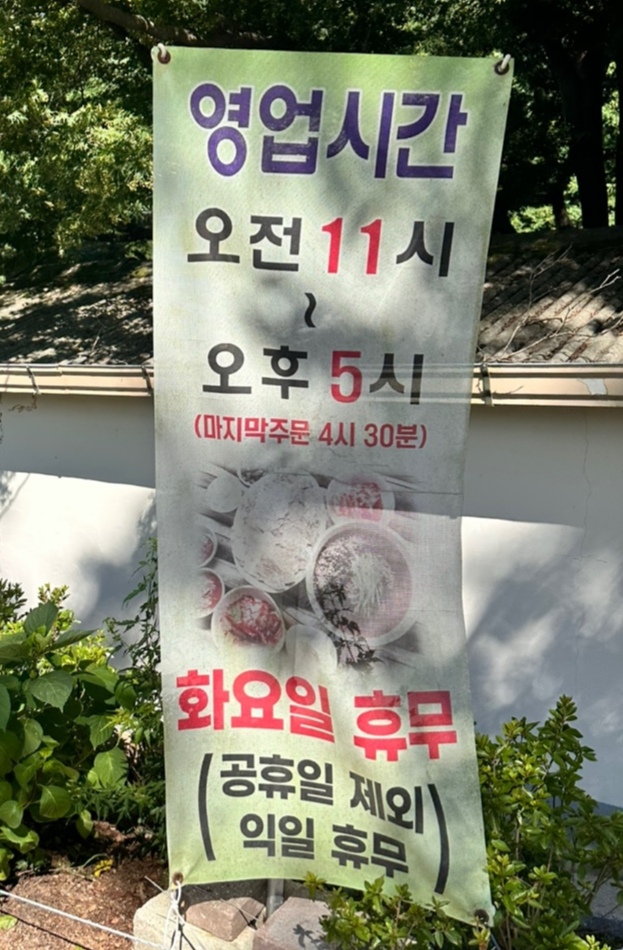 영업시간
오전 11시
~
오후 5시
(마지막주문 4시 30분)
화요일 휴무
(공휴일 제외
익일 휴무)